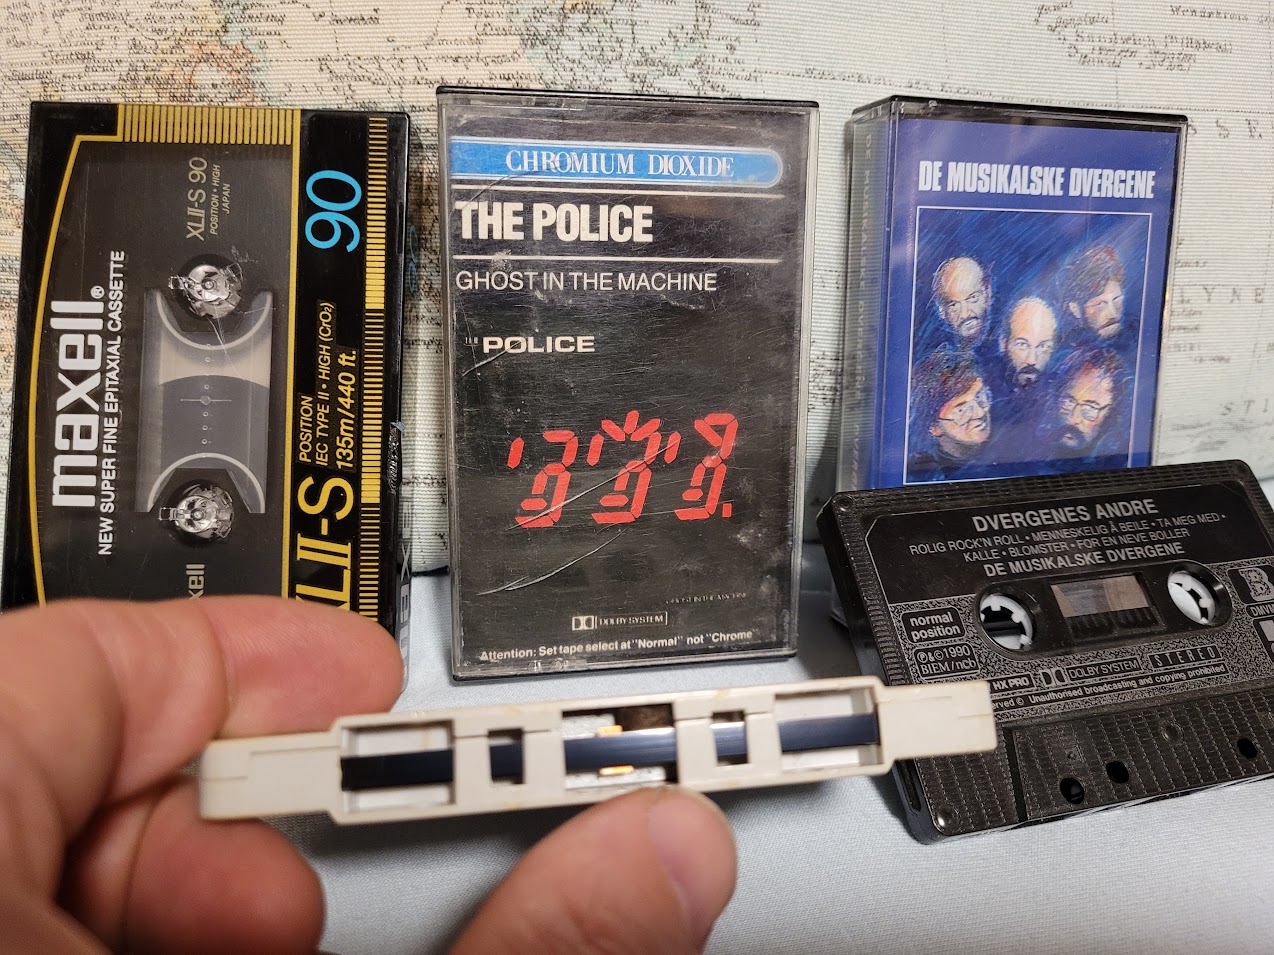 maxell®
NEW SUPER FINE EPITAXIAL CASSETTE
XLII-S 90
POSITION • HIGH
JAPAN
90
POSITION
IEC TYPE II • HIGH (CrO₂)
135m/440 ft.
XLII-S
CHROMIUM DIOXIDE
THE POLICE
GHOST IN THE MACHINE
POLICE
DOLBY SYSTEM
Attention: Set tape select at "Normal" not "Chrome"
DE MUSIKALSKE DVERGENE
DVERGENES ANDRE
ROLIG ROCK'N ROLL • MENNESKELIG Å BEILE • TA MEG MED •
KALLE • BLOMSTER • FOR EN NEVE BOLLER
DE MUSIKALSKE DVERGENE
B
normal
position
℗&©1990
BIEM/ncb
HX PRO DOLBY SYSTEM STEREO
Unauthorised broadcasting and copying prohibited